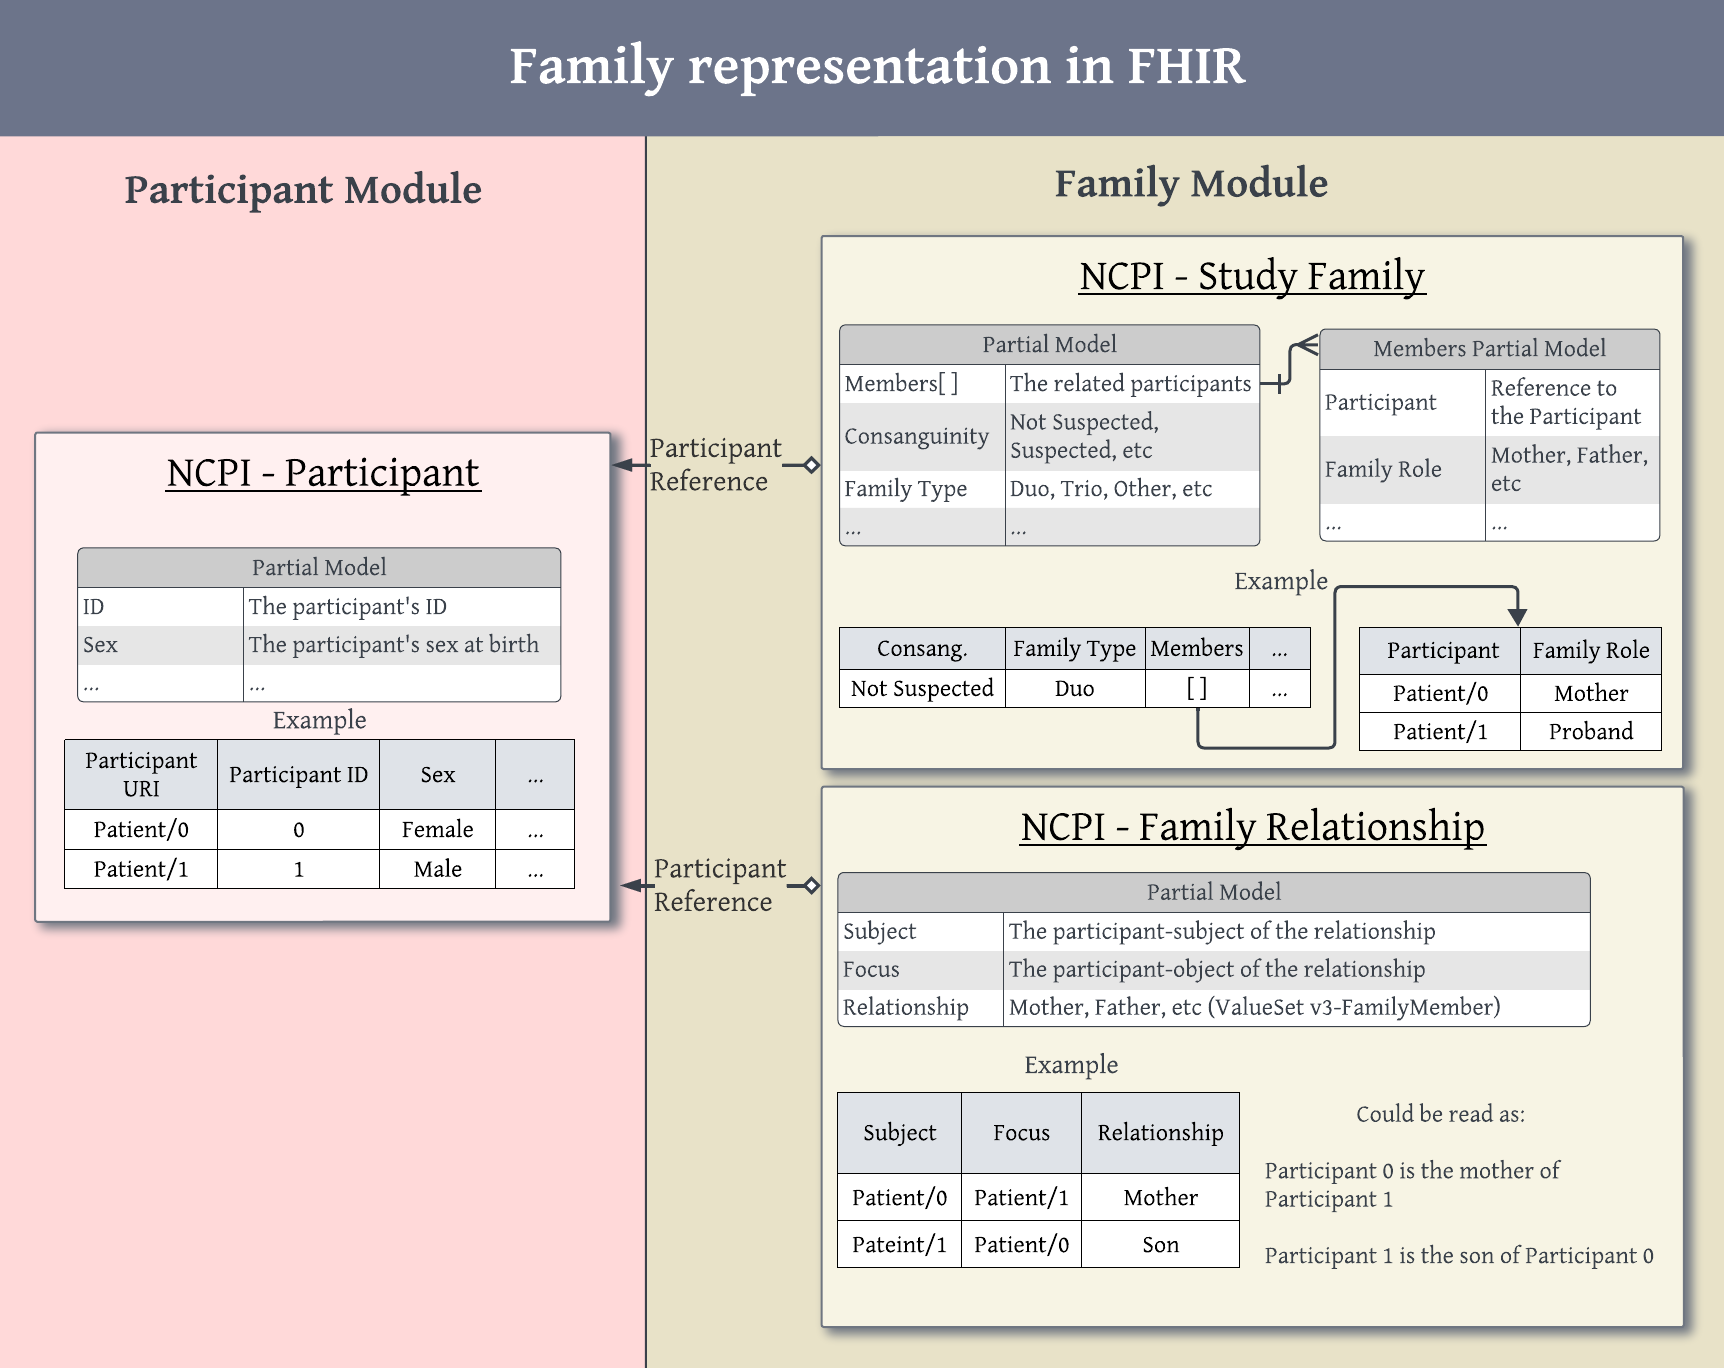 Family representation in FHIR
Participant Module
NCPI - Participant
Partial Model
ID The participant's ID
Sex The participant's sex at birth
... ...
Example
Participant
URI Participant ID Sex ...
Patient/0 0 Female ...
Patient/1 1 Male ...
Participant
Reference
Participant
Reference
Family Module
NCPI - Study Family
Partial Model
Members[ ] The related participants
Consanguinity Not Suspected,
Suspected, etc
Family Type Duo, Trio, Other, etc
... ...
Members Partial Model
Participant Reference to
the Participant
Family Role Mother, Father,
etc
... ...
Example
Consang. Family Type Members ...
Not Suspected Duo [ ] ...
Participant Family Role
Patient/0 Mother
Patient/1 Proband
NCPI - Family Relationship
Partial Model
Subject The participant-subject of the relationship
Focus The participant-object of the relationship
Relationship Mother, Father, etc (ValueSet v3-FamilyMember)
Example
Subject Focus Relationship
Patient/0 Patient/1 Mother
Pateint/1 Patient/0 Son
Could be read as:
Participant 0 is the mother of
Participant 1
Participant 1 is the son of Participant 0